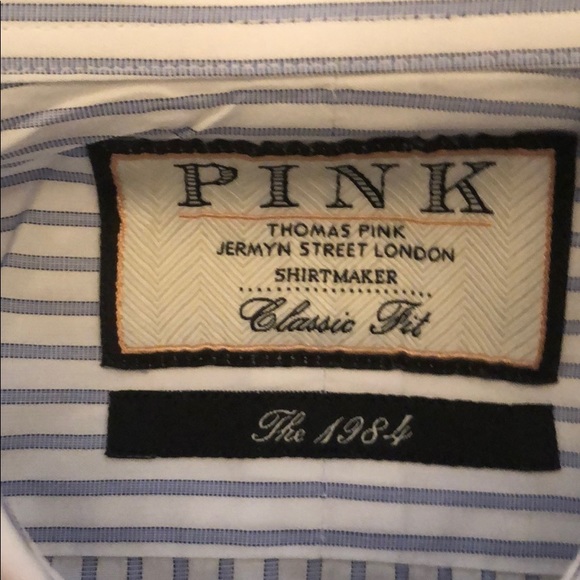 PINK
THOMAS PINK
JERMYN STREET LONDON
SHIRTMAKER
Classic Fit
The 1984